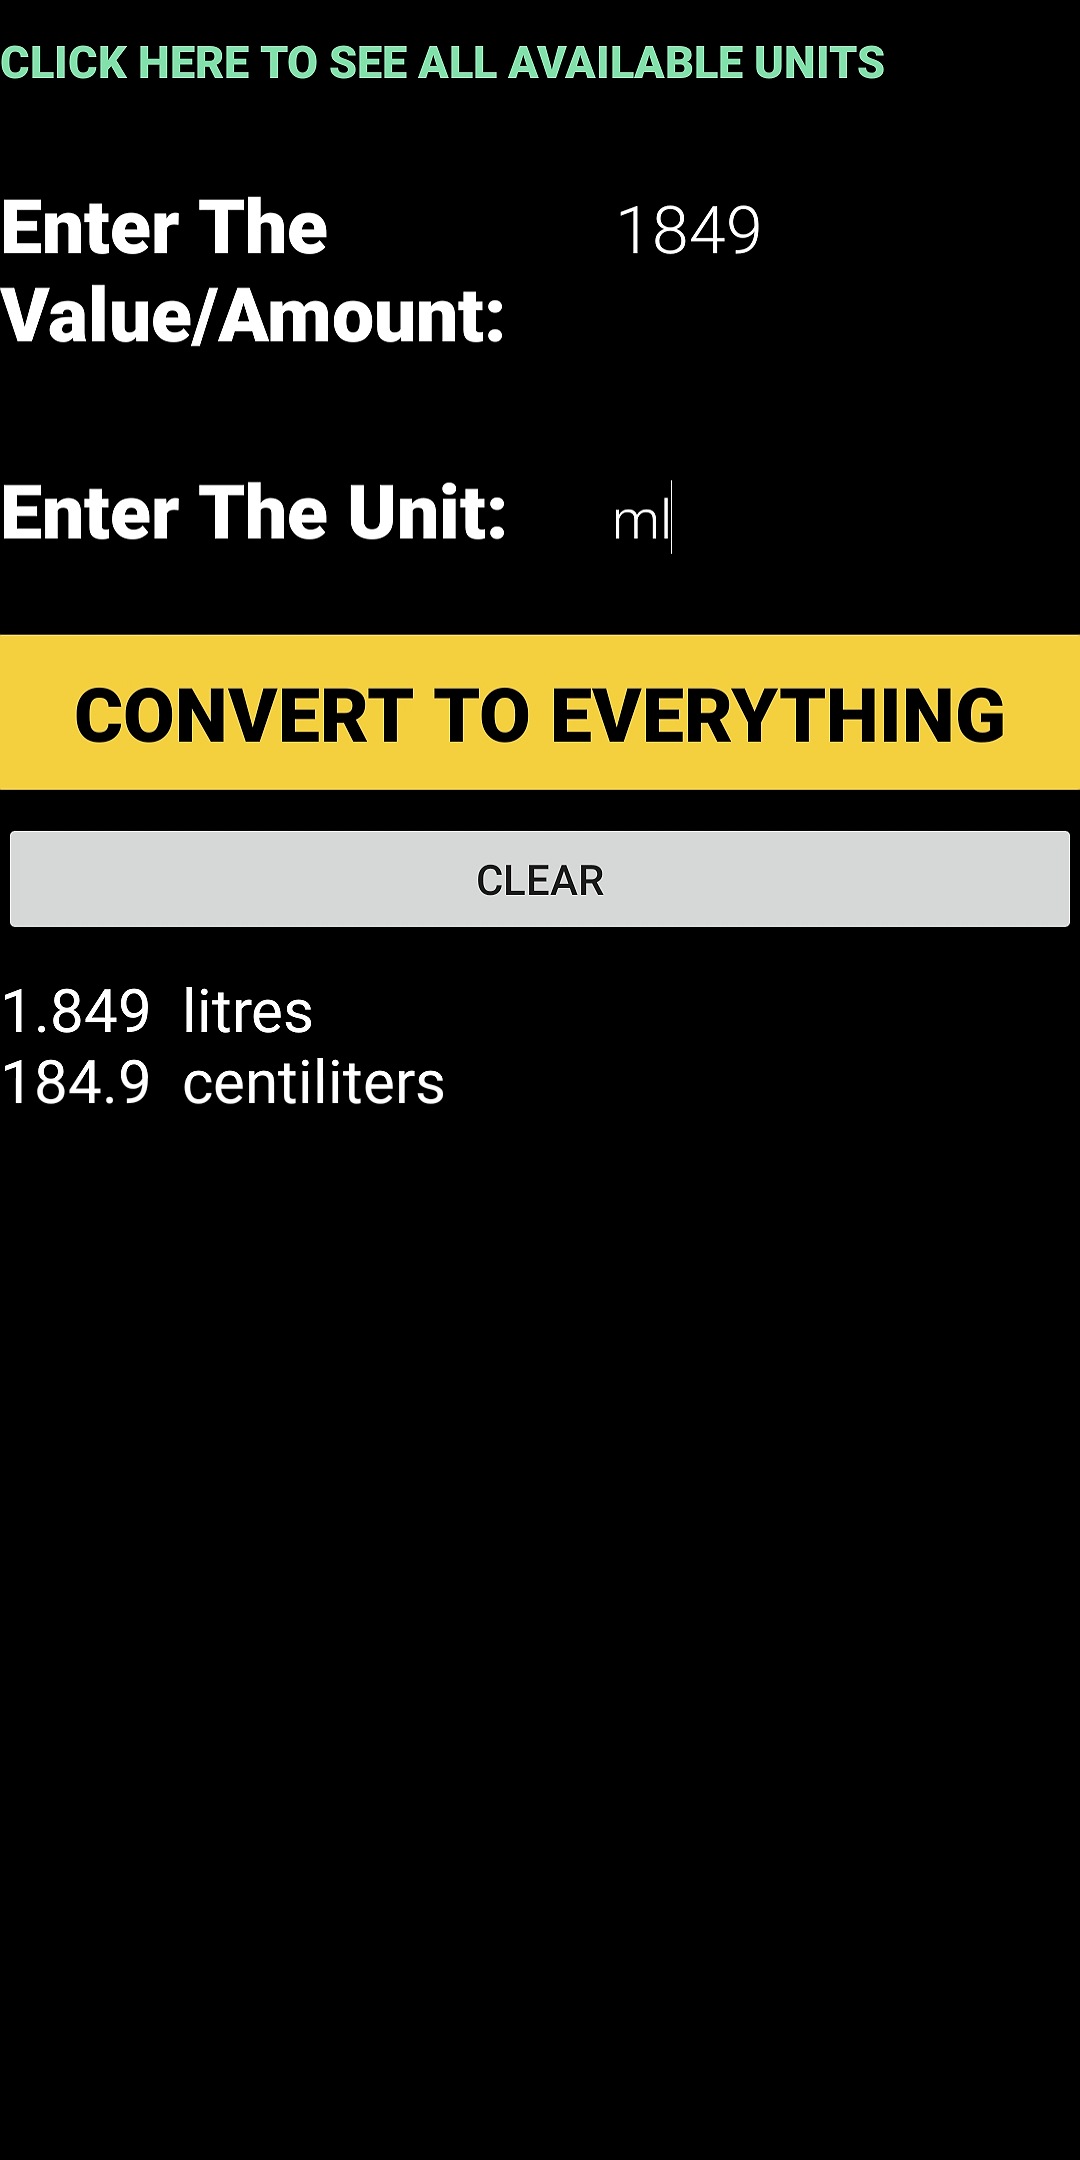 CLICK HERE TO SEE ALL AVAILABLE UNITS
Enter The 1849
Value/Amount:
Enter The Unit: ml
CONVERT TO EVERYTHING
CLEAR
1.849 litres
184.9 centiliters